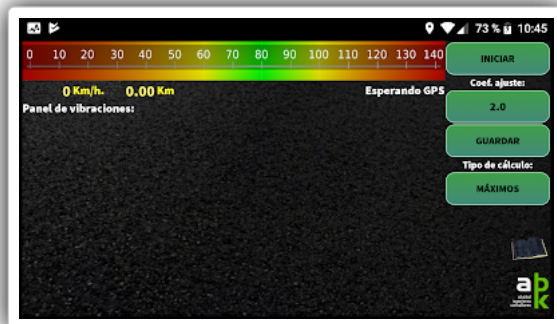 73 % 10:45
0 10 20 30 40 50 60 70 80 90 100 110 120 130 140
INICIAR
0 Km/h. 0.00 Km Esperando GPS
Coef. ajuste:
Panel de vibraciones:
2.0
GUARDAR
Tipo de cálculo:
MÁXIMOS
abk